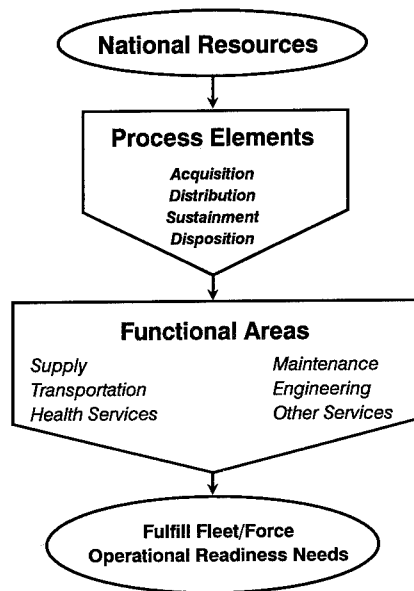 National Resources
Process Elements
Acquisition
Distribution
Sustainment
Disposition
Functional Areas
Supply
Transportation
Health Services
Maintenance
Engineering
Other Services
Fulfill Fleet/Force
Operational Readiness Needs